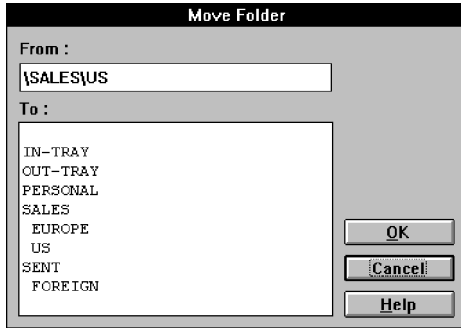 Move Folder
From :
\SALES\US
To :
IN-TRAY
OUT-TRAY
PERSONAL
SALES
EUROPE
US
SENT
FOREIGN
OK
Cancel
Help